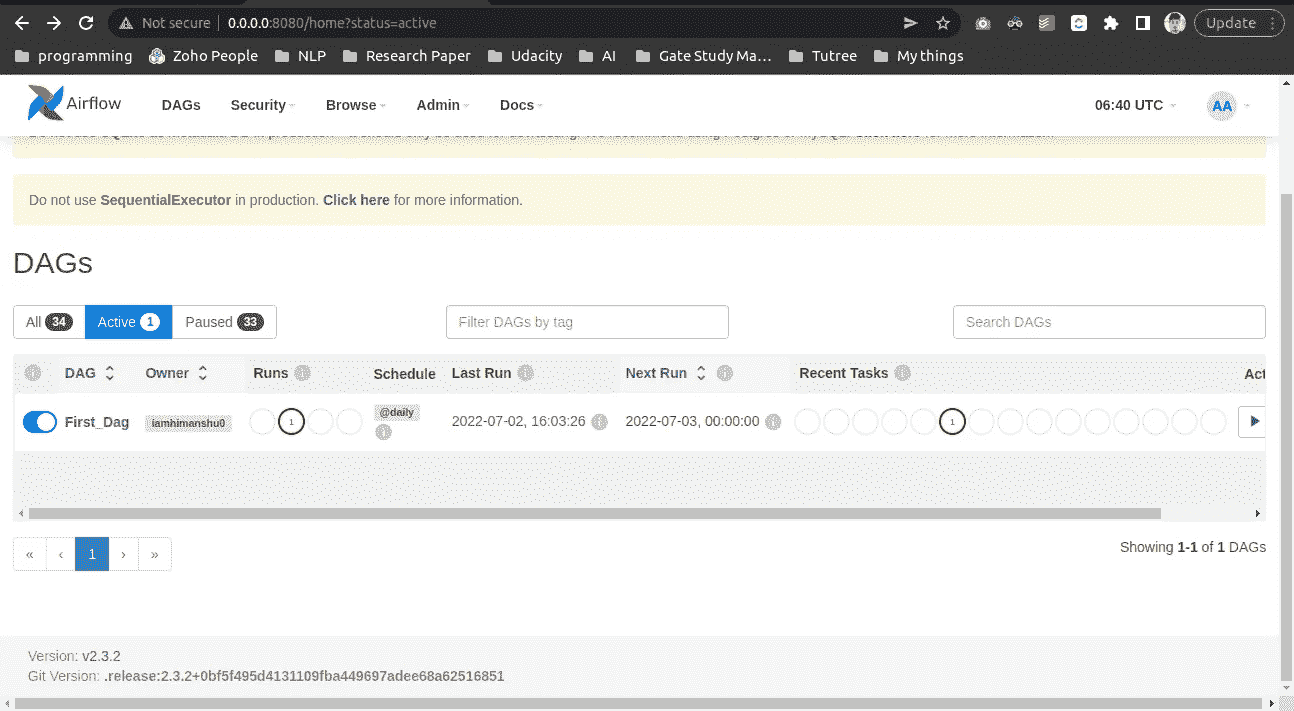 Not secure 0.0.0.0:8080/home?status=active Update
programming Zoho People NLP Research Paper Udacity AI Gate Study Ma... Tutree My things
Airflow DAGs Security Browse Admin Docs 06:40 UTC AA
Do not use SequentialExecutor in production. Click here for more information.
DAGs
All 34 Active 1 Paused 33 Filter DAGs by tag Search DAGs
DAG Owner Runs Schedule Last Run Next Run Recent Tasks Act
First_Dag iamhimanshu0 1 @daily 2022-07-02, 16:03:26 2022-07-03, 00:00:00 1
« ‹ 1 › » Showing 1-1 of 1 DAGs
Version: v2.3.2
Git Version: .release:2.3.2+0bf5f495d4131109fba449697adee68a62516851